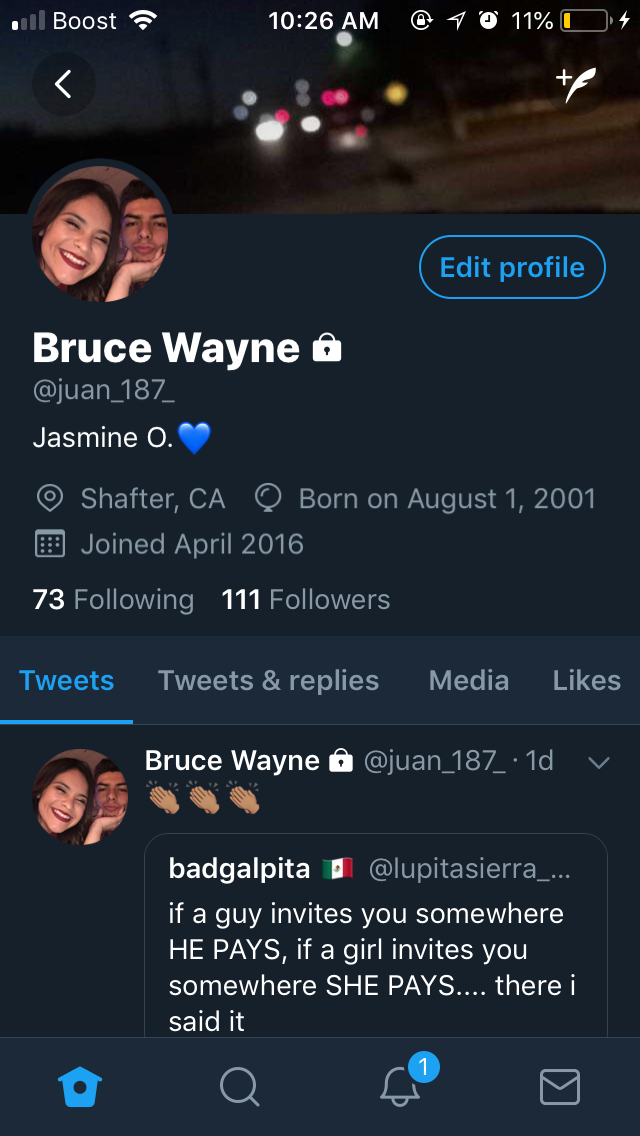 Boost 10:26 AM 11%
Edit profile
Bruce Wayne
@juan_187_
Jasmine O.💙
Shafter, CA Born on August 1, 2001
Joined April 2016
73 Following 111 Followers
Tweets Tweets & replies Media Likes
Bruce Wayne @juan_187_ · 1d
👏🏽👏🏽👏🏽
badgalpita 🇲🇽 @lupitasierra_...
if a guy invites you somewhere
HE PAYS, if a girl invites you
somewhere SHE PAYS.... there i
said it
1